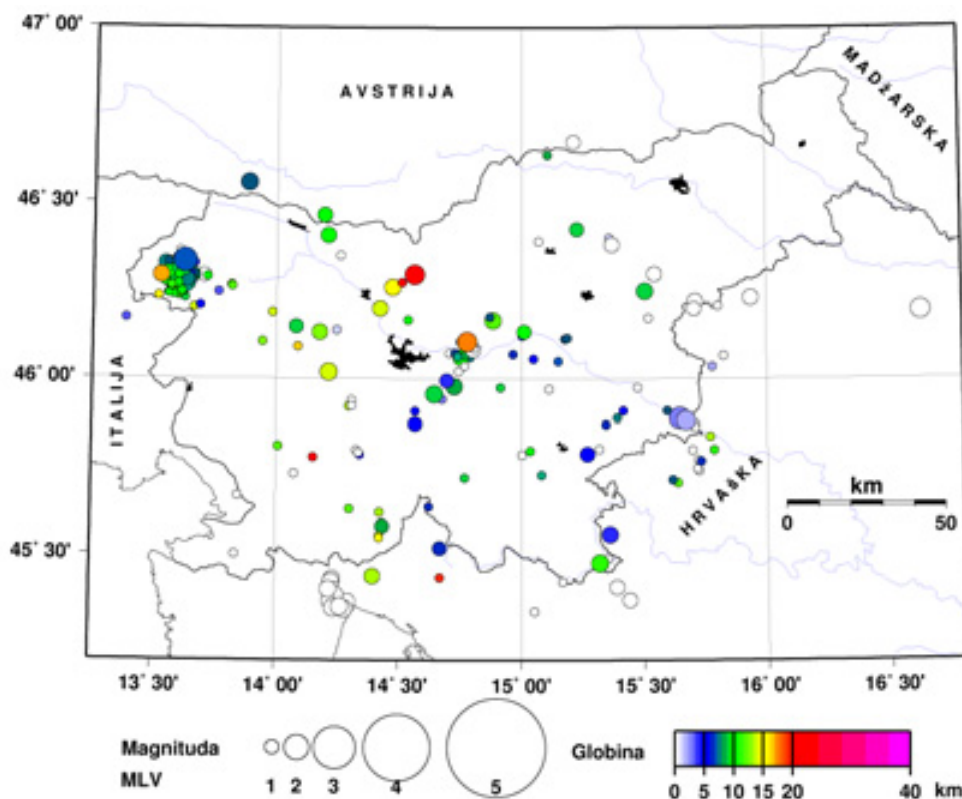 47° 00'
AVSTRIJA
MADŽARSKA
46° 30'
46° 00'
ITALIJA
HRVAšKA
km
0 50
45° 30'
13° 30' 14° 00' 14° 30' 15° 00' 15° 30' 16° 00' 16° 30'
Magnituda
MLV
1 2 3 4 5
Globina
0 5 10 15 20 40 km